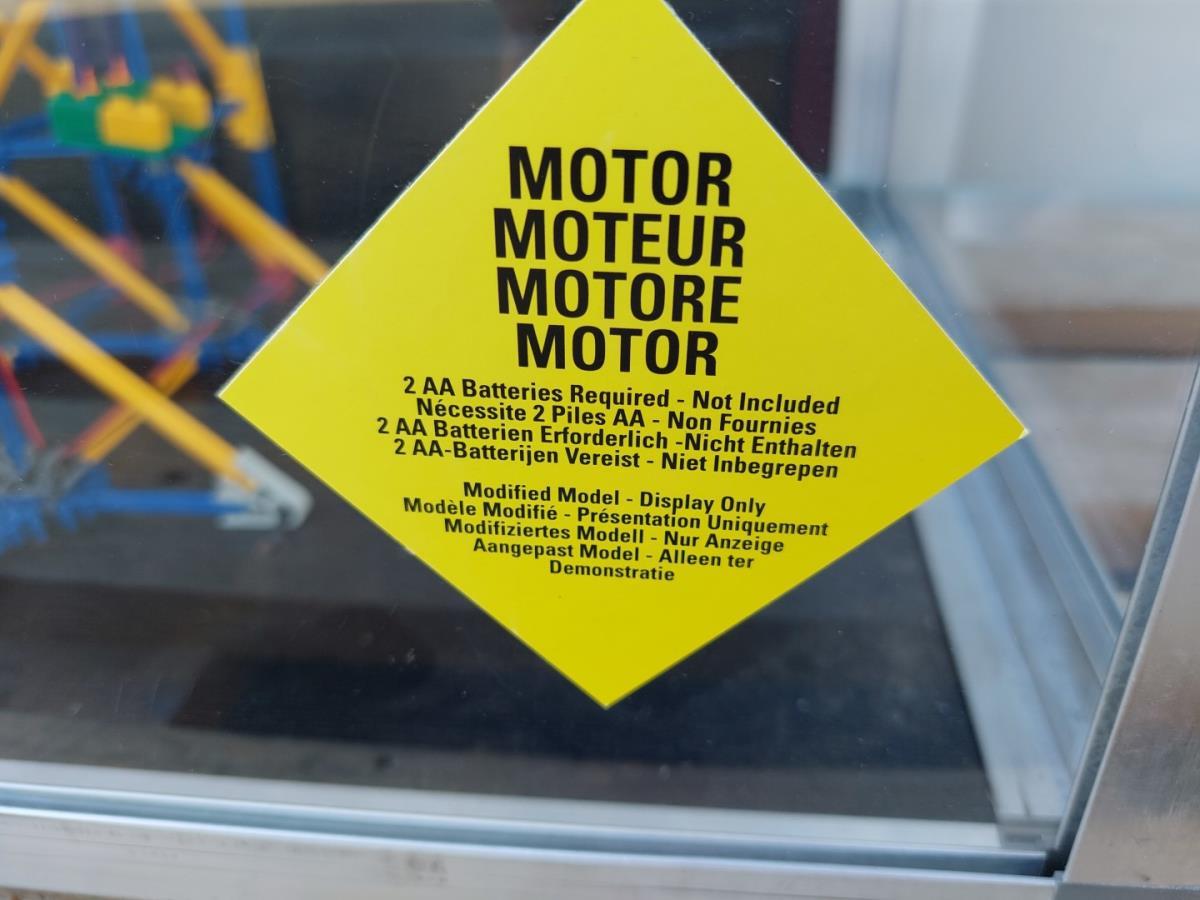 MOTOR
MOTEUR
MOTORE
MOTOR
2 AA Batteries Required - Not Included
Nécessite 2 Piles AA - Non Fournies
2 AA Batterien Erforderlich -Nicht Enthalten
2 AA-Batterijen Vereist - Niet Inbegrepen
Modified Model - Display Only
Modèle Modifié - Présentation Uniquement
Modifiziertes Modell - Nur Anzeige
Aangepast Model - Alleen ter
Demonstratie